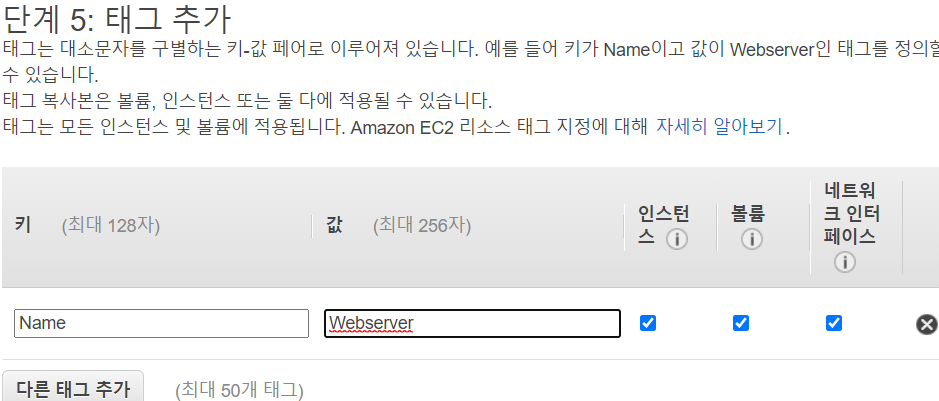 단계 5: 태그 추가
태그는 대소문자를 구별하는 키-값 페어로 이루어져 있습니다. 예를 들어 키가 Name이고 값이 Webserver인 태그를 정의할
수 있습니다.
태그 복사본은 볼륨, 인스턴스 또는 둘 다에 적용될 수 있습니다.
태그는 모든 인스턴스 및 볼륨에 적용됩니다. Amazon EC2 리소스 태그 지정에 대해 자세히 알아보기.
키 (최대 128자) 값 (최대 256자)
인스턴
스
볼륨
네트워
크 인터
페이스
Name Webserver
다른 태그 추가 (최대 50개 태그)